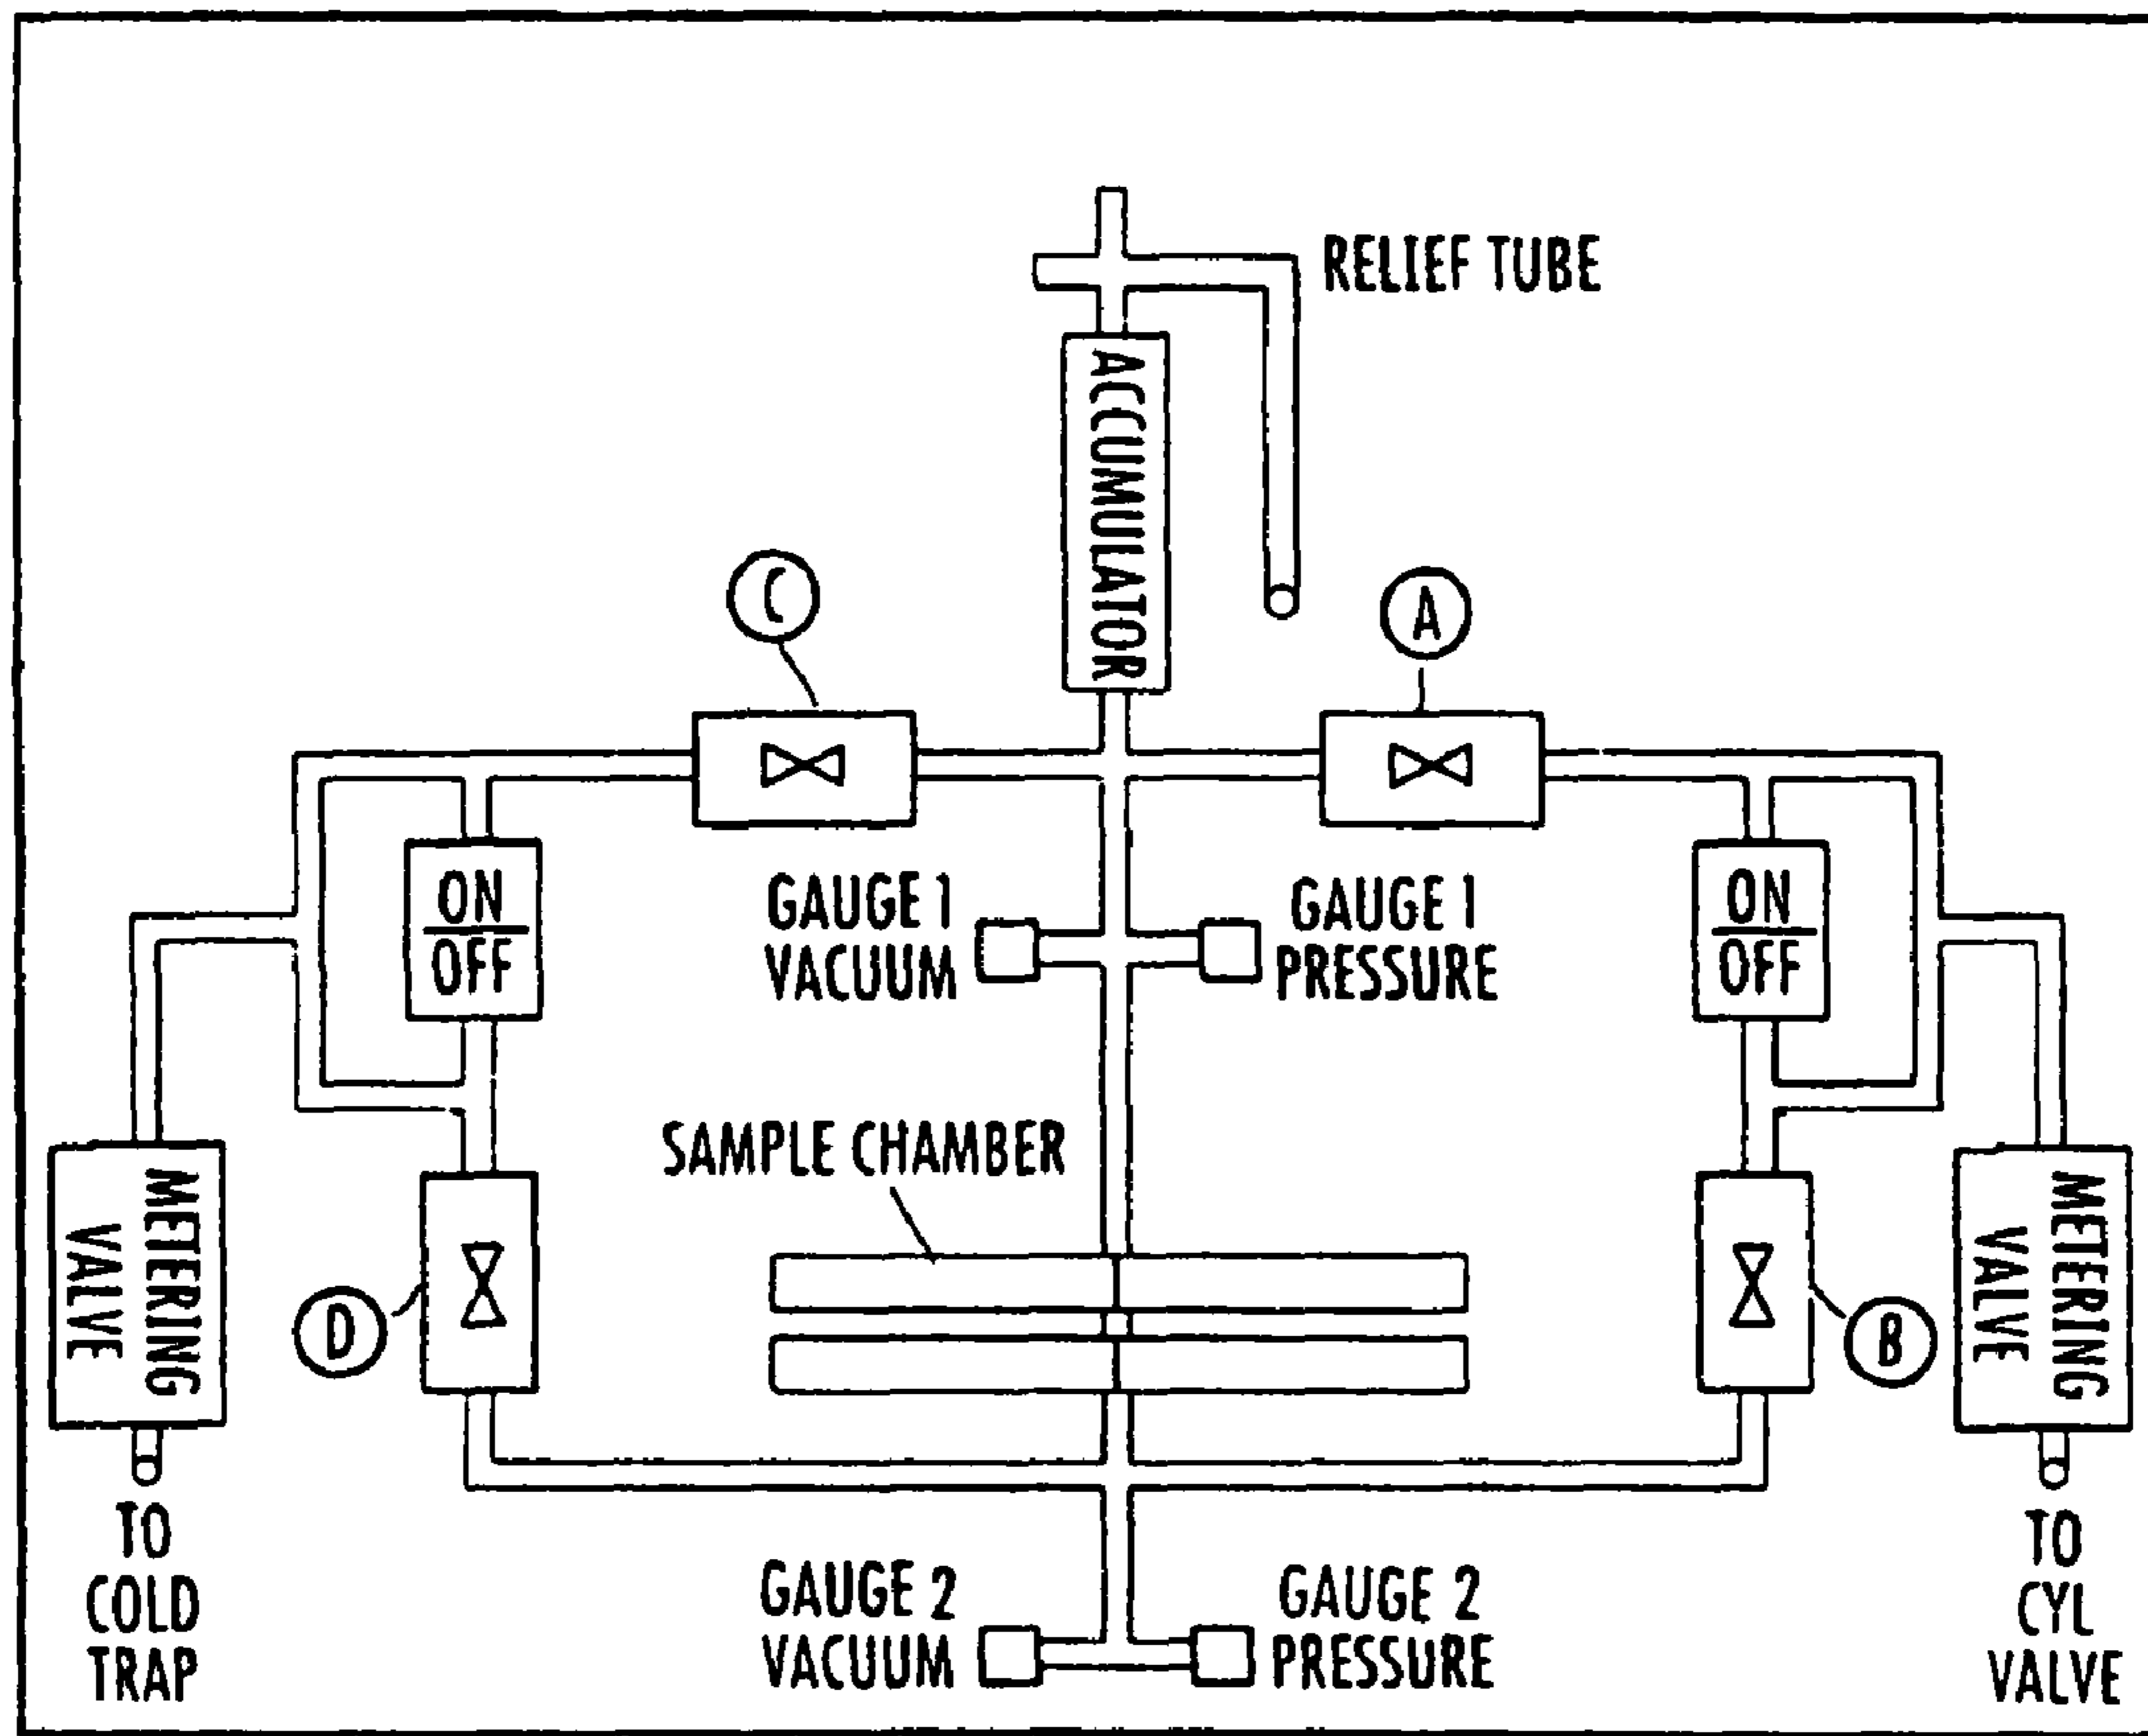 RELIEF TUBE
ACCUMULATOR
C
A
ON
OFF
GAUGE 1
VACUUM
GAUGE 1
PRESSURE
ON
OFF
SAMPLE CHAMBER
METERING
VALVE
D
B
METERING
VALVE
TO
COLD
TRAP
GAUGE 2
VACUUM
GAUGE 2
PRESSURE
TO
CYL
VALVE